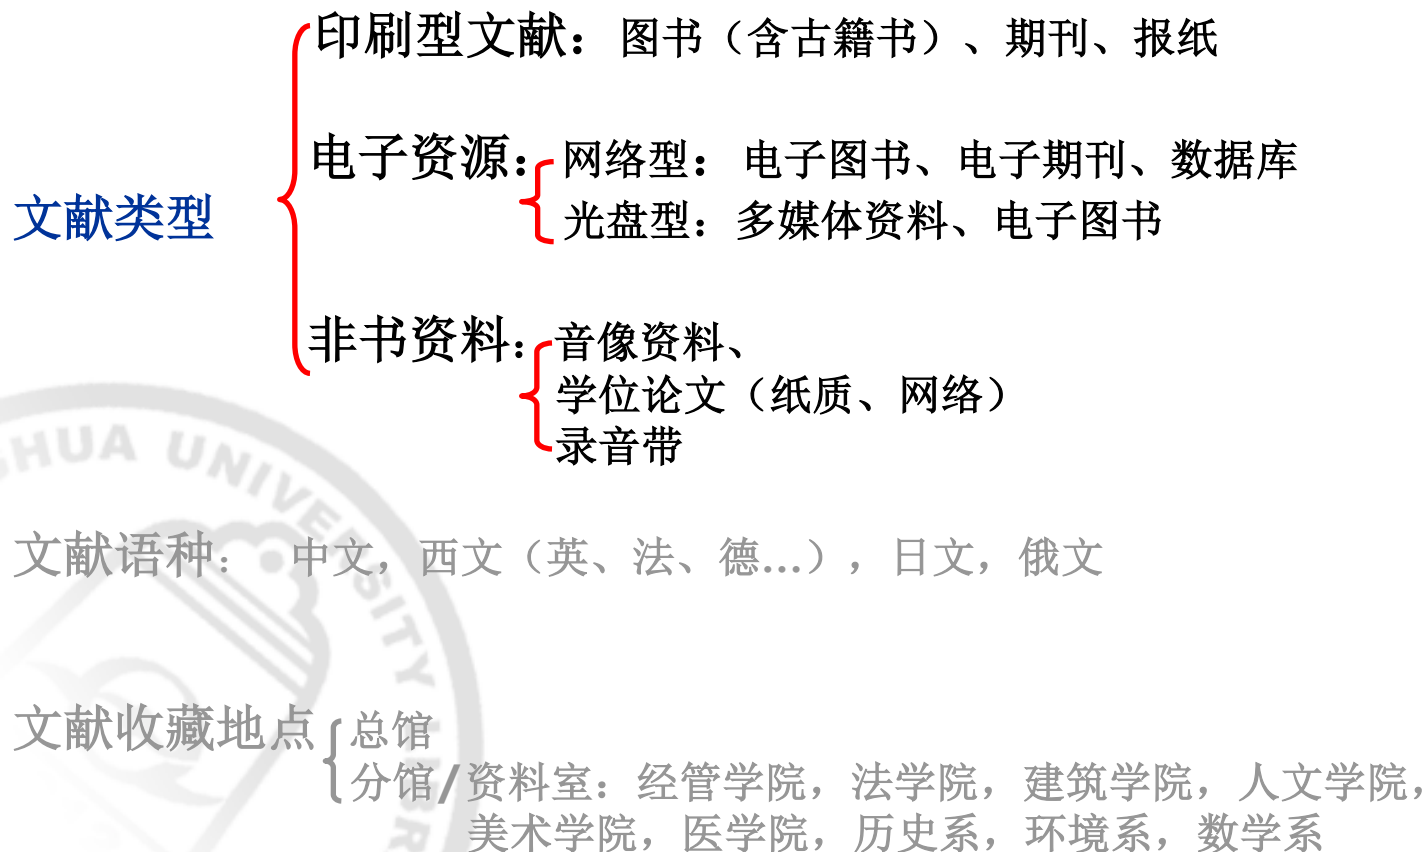 印刷型文献：图书（含古籍书）、期刊、报纸
电子资源：网络型：电子图书、电子期刊、数据库
文献类型
光盘型：多媒体资料、电子图书
非书资料：音像资料、
学位论文（纸质、网络）
录音带
HUA UNIVERSITY LIBR
文献语种： 中文，西文（英、法、德...），日文，俄文
文献收藏地点 总馆
分馆/资料室：经管学院，法学院，建筑学院，人文学院，
美术学院，医学院，历史系，环境系，数学系